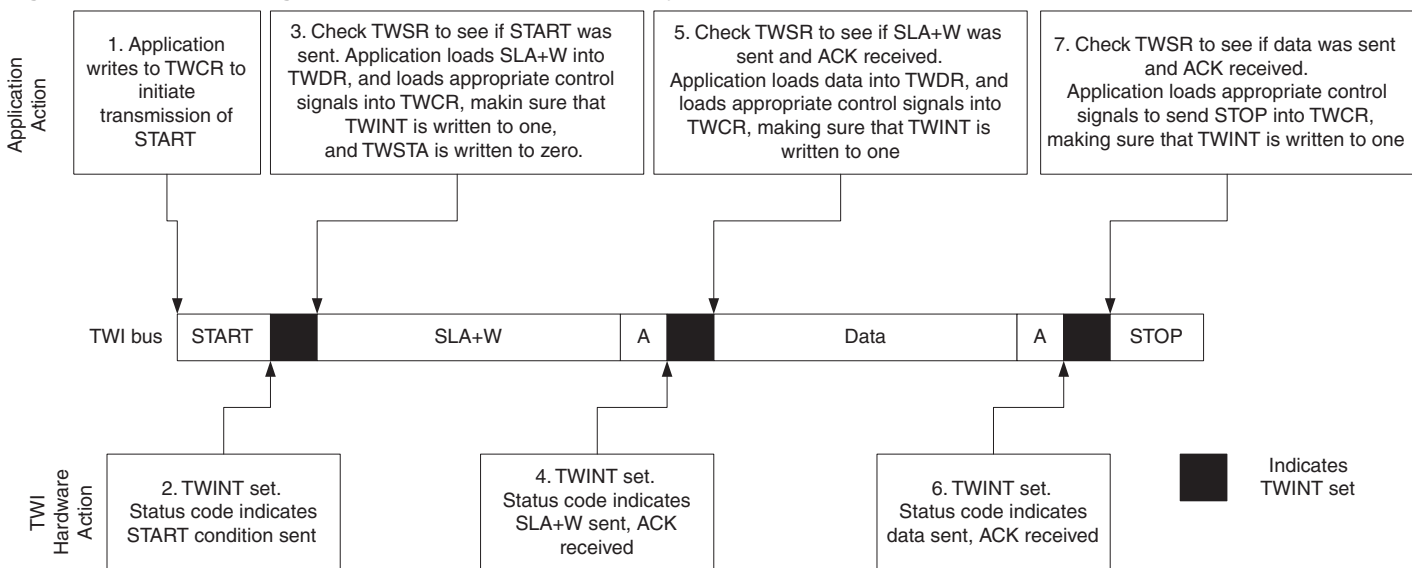 Application
Action
1. Application
writes to TWCR to
initiate
transmission of
START
3. Check TWSR to see if START was
sent. Application loads SLA+W into
TWDR, and loads appropriate control
signals into TWCR, makin sure that
TWINT is written to one,
and TWSTA is written to zero.
5. Check TWSR to see if SLA+W was
sent and ACK received.
Application loads data into TWDR, and
loads appropriate control signals into
TWCR, making sure that TWINT is
written to one
7. Check TWSR to see if data was sent
and ACK received.
Application loads appropriate control
signals to send STOP into TWCR,
making sure that TWINT is written to one
TWI bus
START
SLA+W
A
Data
A
STOP
TWI
Hardware
Action
2. TWINT set.
Status code indicates
START condition sent
4. TWINT set.
Status code indicates
SLA+W sent, ACK
received
6. TWINT set.
Status code indicates
data sent, ACK received
Indicates
TWINT set